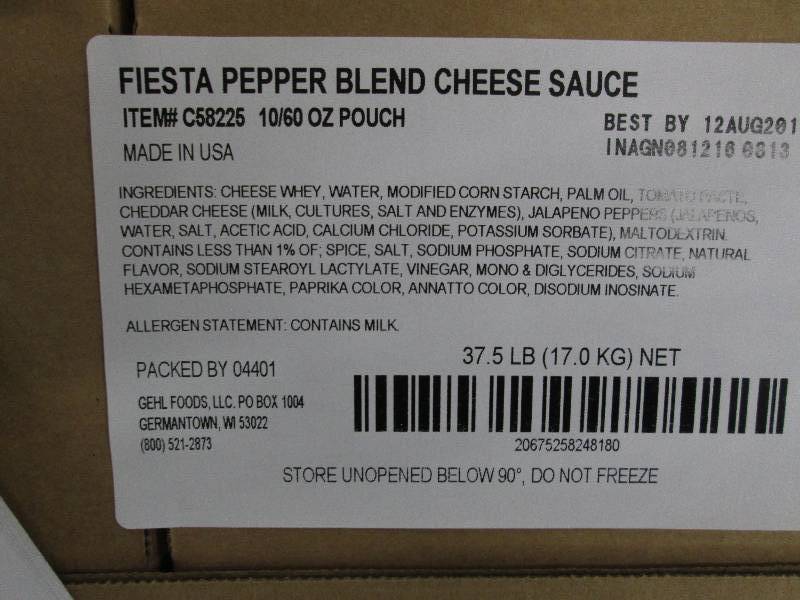 FIESTA PEPPER BLEND CHEESE SAUCE
ITEM# C58225 10/60 OZ POUCH
BEST BY 12AUG201
MADE IN USA
INAGN081216 0813
INGREDIENTS: CHEESE WHEY, WATER, MODIFIED CORN STARCH, PALM OIL, TOMATO PASTE,
CHEDDAR CHEESE (MILK, CULTURES, SALT AND ENZYMES), JALAPENO PEPPERS (JALAPENOS,
WATER, SALT, ACETIC ACID, CALCIUM CHLORIDE, POTASSIUM SORBATE), MALTODEXTRIN.
CONTAINS LESS THAN 1% OF; SPICE, SALT, SODIUM PHOSPHATE, SODIUM CITRATE, NATURAL
FLAVOR, SODIUM STEAROYL LACTYLATE, VINEGAR, MONO & DIGLYCERIDES, SODIUM
HEXAMETAPHOSPHATE, PAPRIKA COLOR, ANNATTO COLOR, DISODIUM INOSINATE.
ALLERGEN STATEMENT: CONTAINS MILK.
37.5 LB (17.0 KG) NET
PACKED BY 04401
GEHL FOODS, LLC. PO BOX 1004
GERMANTOWN, WI 53022
(800) 521-2873
20675258248180
STORE UNOPENED BELOW 90°, DO NOT FREEZE